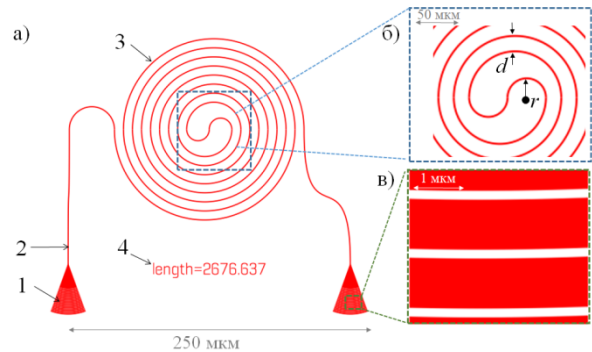 а)
3
2
1
4
length=2676.637
250 мкм
б)
50 мкм
d
r
в)
1 мкм